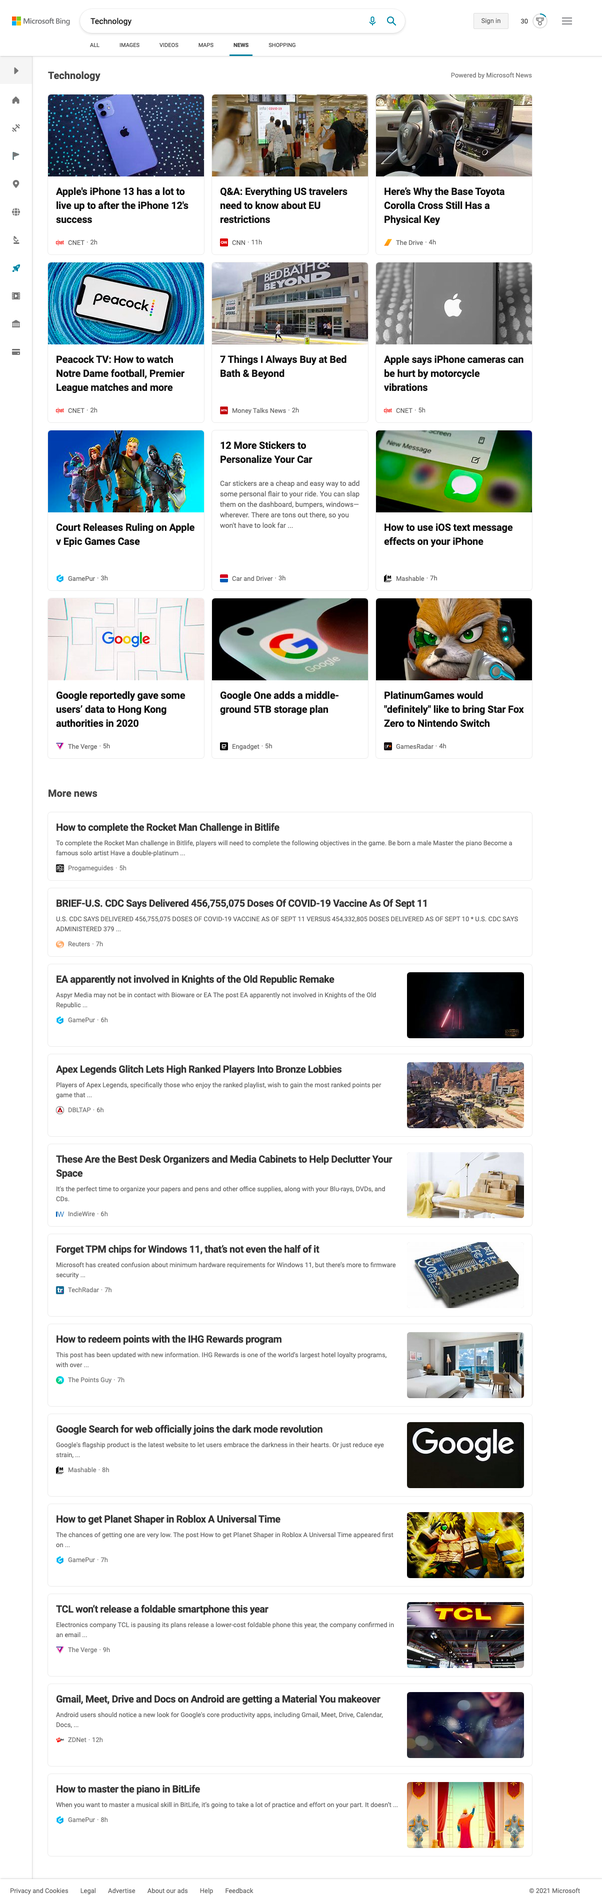 Microsoft Bing
Technology
Sign in
30
ALL
IMAGES
VIDEOS
MAPS
NEWS
SHOPPING
Technology
Powered by Microsoft News
Apple's iPhone 13 has a lot to
live up to after the iPhone 12's
success
CNET · 2h
Q&A: Everything US travelers
need to know about EU
restrictions
CNN · 11h
Here's Why the Base Toyota
Corolla Cross Still Has a
Physical Key
The Drive · 4h
peacock
Peacock TV: How to watch
Notre Dame football, Premier
League matches and more
CNET · 2h
BED BATH &
BEYOND
7 Things I Always Buy at Bed
Bath & Beyond
Money Talks News · 2h
Apple says iPhone cameras can
be hurt by motorcycle
vibrations
CNET · 5h
Court Releases Ruling on Apple
v Epic Games Case
GamePur · 3h
12 More Stickers to
Personalize Your Car
Car stickers are a cheap and easy way to add
some personal flair to your ride. You can slap
them on the dashboard, bumpers, windows—
wherever. There are tons out there, so you
won't have to look far ...
Car and Driver · 3h
Screen
New Message
How to use iOS text message
effects on your iPhone
Mashable · 7h
Google
Google reportedly gave some
users' data to Hong Kong
authorities in 2020
The Verge · 5h
Google
Google One adds a middle-
ground 5TB storage plan
Engadget · 5h
PlatinumGames would
"definitely" like to bring Star Fox
Zero to Nintendo Switch
GamesRadar · 4h
More news
How to complete the Rocket Man Challenge in Bitlife
To complete the Rocket Man challenge in Bitlife, players will need to complete the following objectives in the game. Be born a male Master the piano Become a
famous solo artist Have a double-platinum ...
Progameguides · 5h
BRIEF-U.S. CDC Says Delivered 456,755,075 Doses Of COVID-19 Vaccine As Of Sept 11
U.S. CDC SAYS DELIVERED 456,755,075 DOSES OF COVID-19 VACCINE AS OF SEPT 11 VERSUS 454,332,805 DOSES DELIVERED AS OF SEPT 10 * U.S. CDC SAYS
ADMINISTERED 379 ...
Reuters · 7h
EA apparently not involved in Knights of the Old Republic Remake
Aspyr Media may not be in contact with Bioware or EA The post EA apparently not involved in Knights of the Old
Republic ...
GamePur · 6h
Apex Legends Glitch Lets High Ranked Players Into Bronze Lobbies
Players of Apex Legends, specifically those who enjoy the ranked playlist, wish to gain the most ranked points per
game that ...
DBLTAP · 6h
These Are the Best Desk Organizers and Media Cabinets to Help Declutter Your
Space
It's the perfect time to organize your papers and pens and other office supplies, along with your Blu-rays, DVDs, and
CDs.
IndieWire · 6h
Forget TPM chips for Windows 11, that's not even the half of it
Microsoft has created confusion about minimum hardware requirements for Windows 11, but there's more to firmware
security ...
TechRadar · 7h
How to redeem points with the IHG Rewards program
This post has been updated with new information. IHG Rewards is one of the world's largest hotel loyalty programs,
with over ...
The Points Guy · 7h
Google Search for web officially joins the dark mode revolution
Google's flagship product is the latest website to let users embrace the darkness in their hearts. Or just reduce eye
strain, ...
Mashable · 8h
Google
How to get Planet Shaper in Roblox A Universal Time
The chances of getting one are very low. The post How to get Planet Shaper in Roblox A Universal Time appeared first
on ...
GamePur · 7h
TCL won't release a foldable smartphone this year
Electronics company TCL is pausing its plans release a lower-cost foldable phone this year, the company confirmed in
an email ...
The Verge · 9h
TCL
Gmail, Meet, Drive and Docs on Android are getting a Material You makeover
Android users should notice a new look for Google's core productivity apps, including Gmail, Meet, Drive, Calendar,
Docs, ...
ZDNet · 12h
How to master the piano in BitLife
When you want to master a musical skill in BitLife, it's going to take a lot of practice and effort on your part. It doesn't ...
GamePur · 8h
Privacy and Cookies
Legal
Advertise
About our ads
Help
Feedback
© 2021 Microsoft